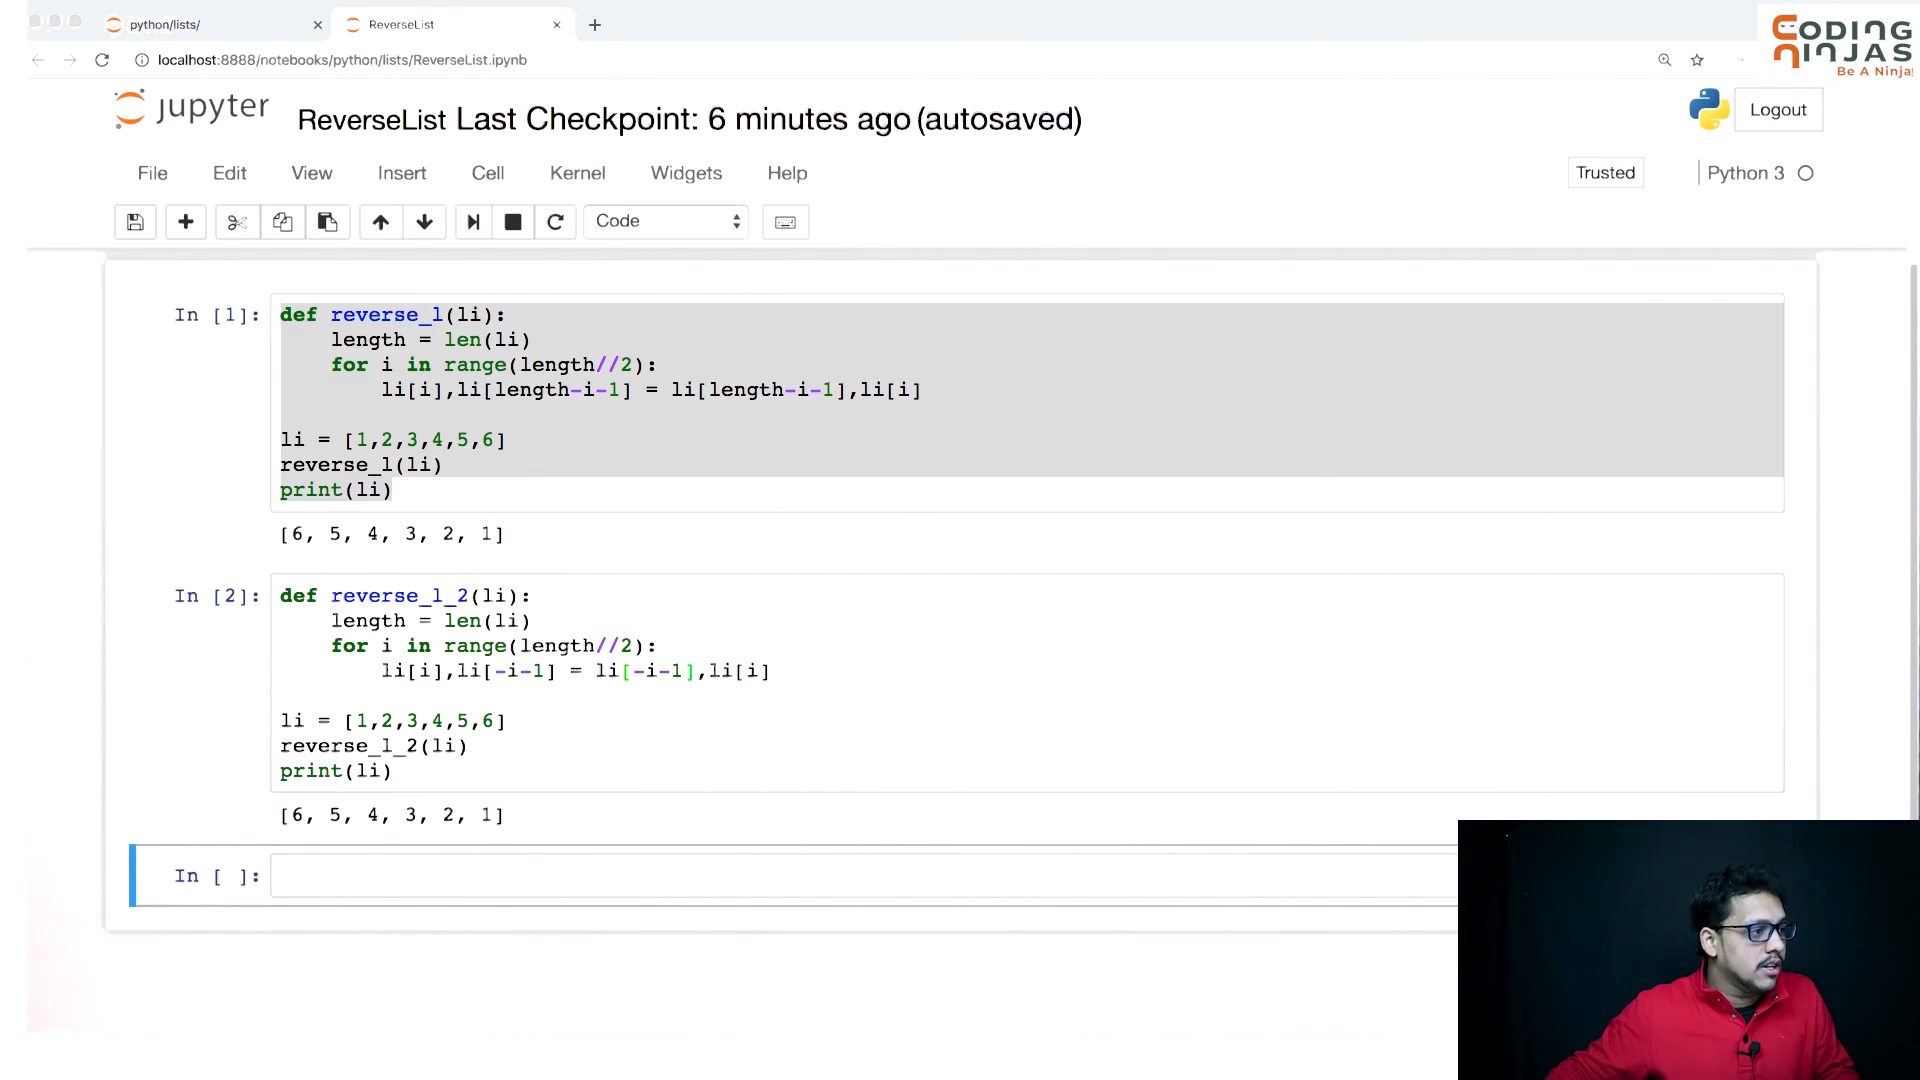 python/lists/
ReverseList
localhost:8888/notebooks/python/lists/ReverseList.ipynb
CODING
NINJAS
Be A Ninja!
jupyter
ReverseList Last Checkpoint: 6 minutes ago (autosaved)
Logout
File Edit View Insert Cell Kernel Widgets Help
Trusted
Python 3
Code
In [1]:
def reverse_l(li):
    length = len(li)
    for i in range(length//2):
        li[i],li[length-i-1] = li[length-i-1],li[i]
li = [1,2,3,4,5,6]
reverse_l(li)
print(li)
[6, 5, 4, 3, 2, 1]
In [2]:
def reverse_l_2(li):
    length = len(li)
    for i in range(length//2):
        li[i],li[-i-1] = li[-i-1],li[i]
li = [1,2,3,4,5,6]
reverse_l_2(li)
print(li)
[6, 5, 4, 3, 2, 1]
In [ ]: